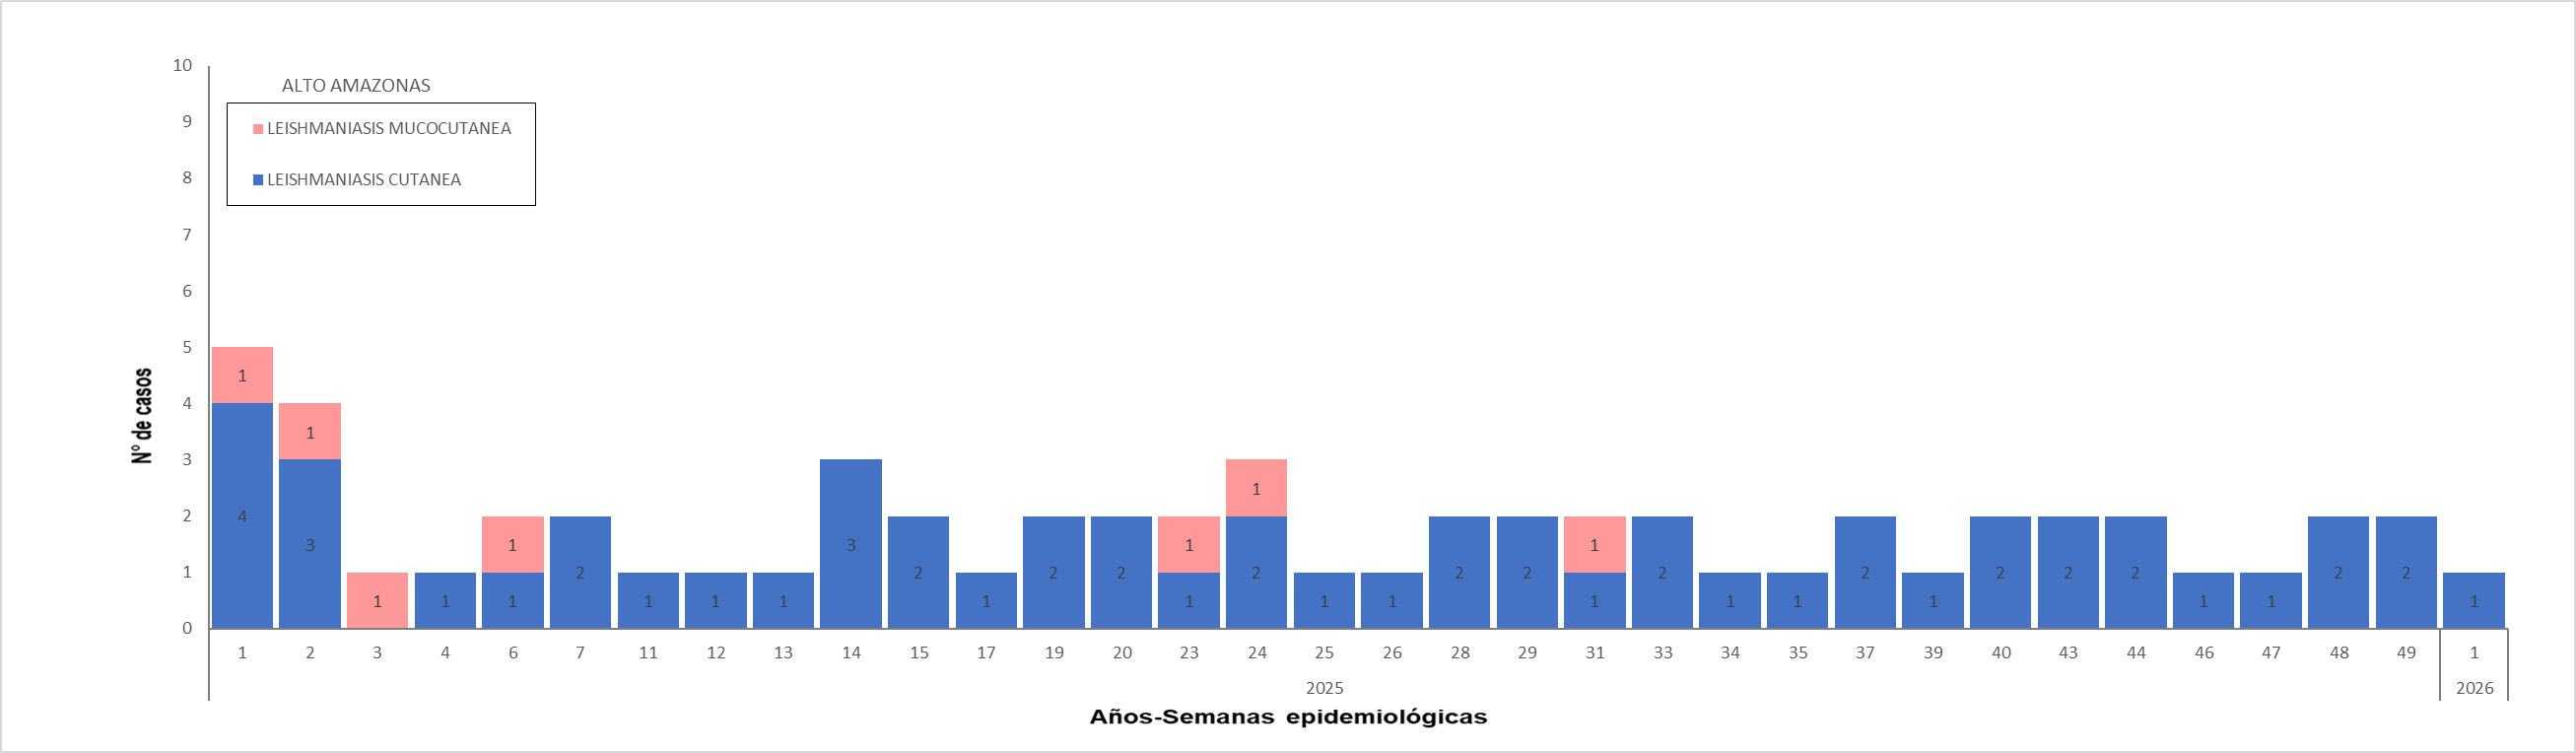 10
ALTO AMAZONAS
9
LEISHMANIASIS MUCOCUTANEA
8
LEISHMANIASIS CUTANEA
7
6
5
4
3
2
1
0
N° de casos
1 1 1 1 1 1 1
4 3 1 1 2 1 1 1 3 2 1 2 2 1 2 1 1 2 2 1 2 1 1 2 1 2 2 2 1 1 2 2 1
1 2 3 4 6 7 11 12 13 14 15 17 19 20 23 24 25 26 28 29 31 33 34 35 37 39 40 43 44 46 47 48 49 1
2025 2026
Años-Semanas epidemiológicas